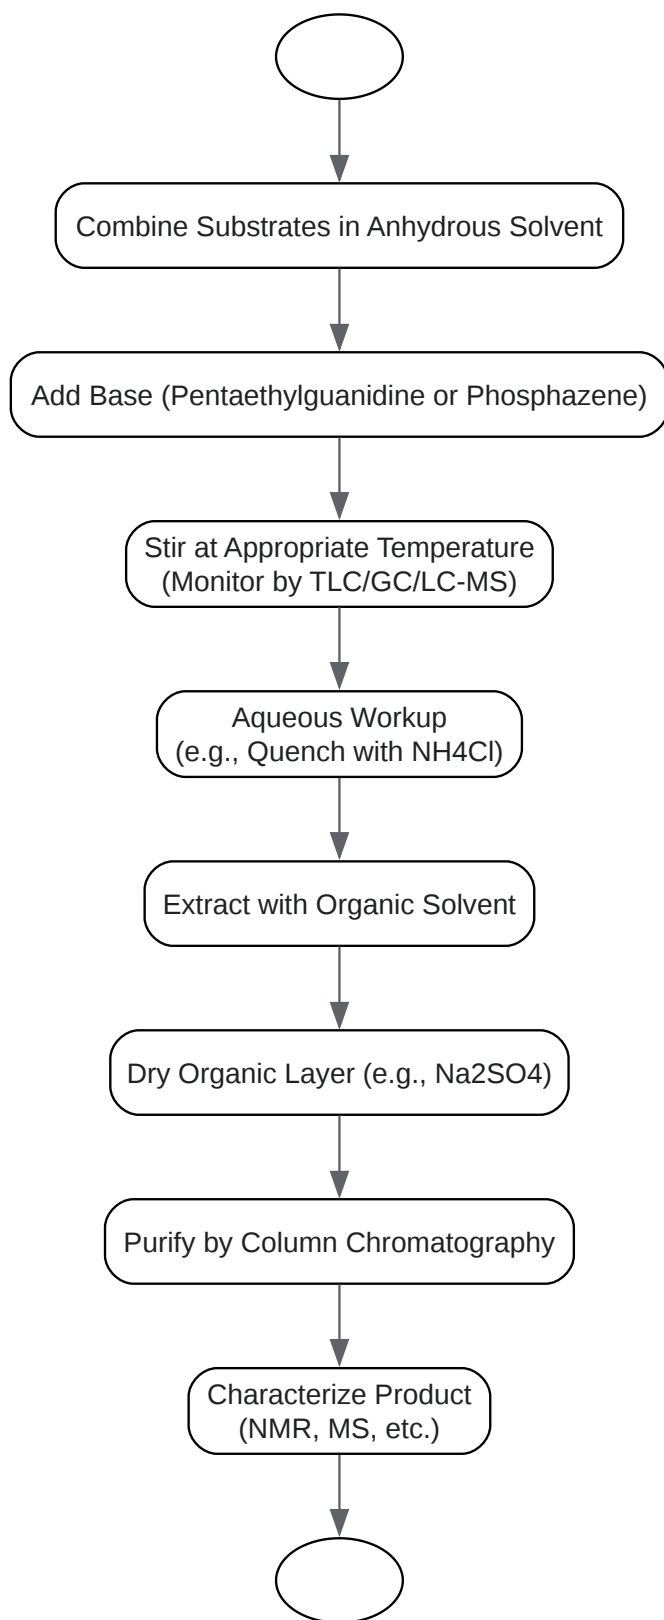 Combine Substrates in Anhydrous Solvent
Add Base (Pentaethylguanidine or Phosphazene)
Stir at Appropriate Temperature
(Monitor by TLC/GC/LC-MS)
Aqueous Workup
(e.g., Quench with NH4Cl)
Extract with Organic Solvent
Dry Organic Layer (e.g., Na2SO4)
Purify by Column Chromatography
Characterize Product
(NMR, MS, etc.)